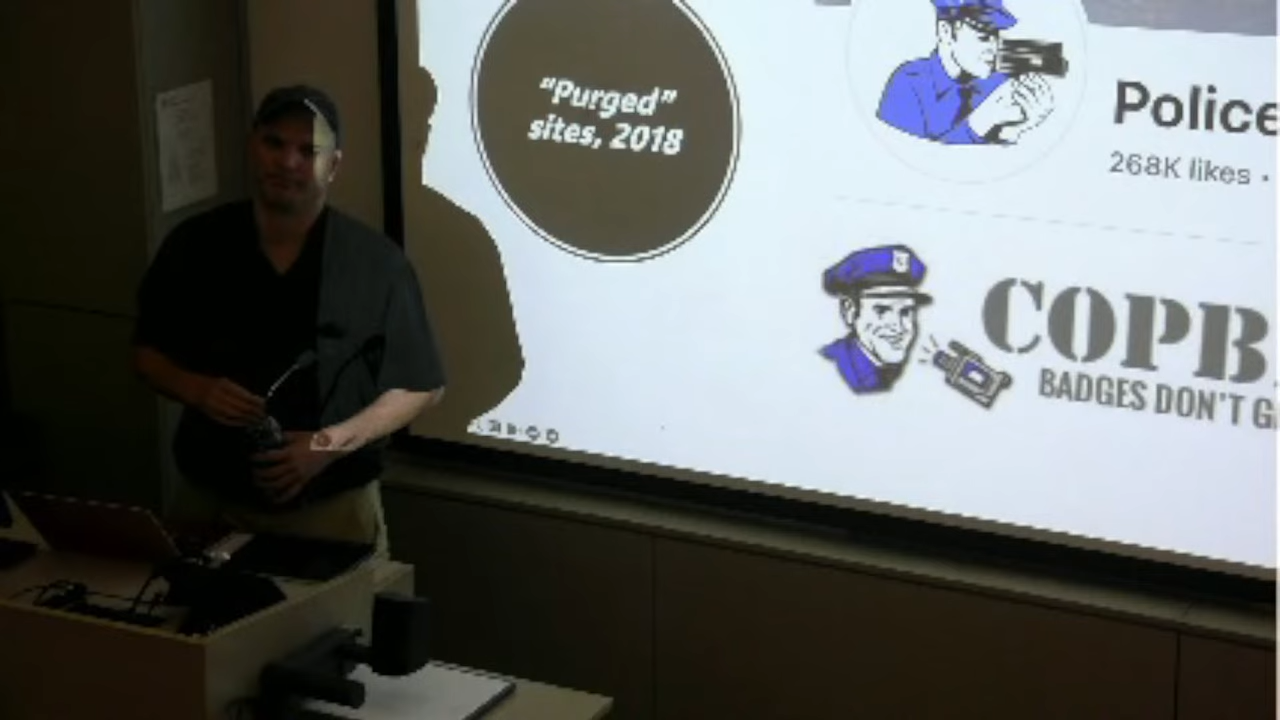 "Purged"
sites, 2018
Police
268K likes •
COPB
BADGES DON'T G